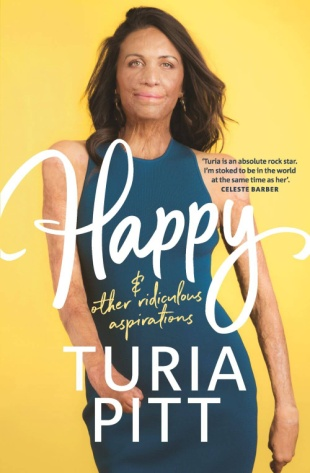 'Turia is an absolute rock star.
I'm stoked to be in the world
at the same time as her'.
CELESTE BARBER
Happy
&
other ridiculous
aspirations
TURIA
PITT